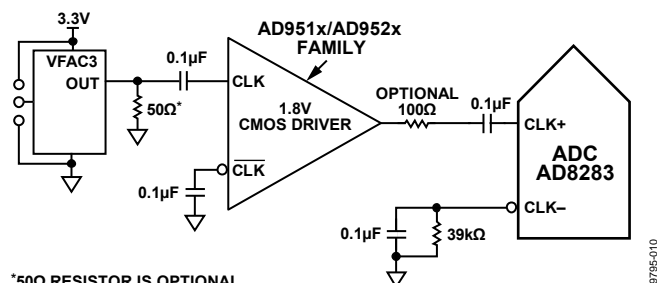 3.3V
VFAC3
OUT
50Ω*
0.1µF
AD951x/AD952x
FAMILY
CLK
1.8V
CMOS DRIVER
CLK
0.1µF
OPTIONAL
100Ω
0.1µF
CLK+
ADC
AD8283
CLK–
0.1µF
39kΩ
*50Ω RESISTOR IS OPTIONAL
9795-010